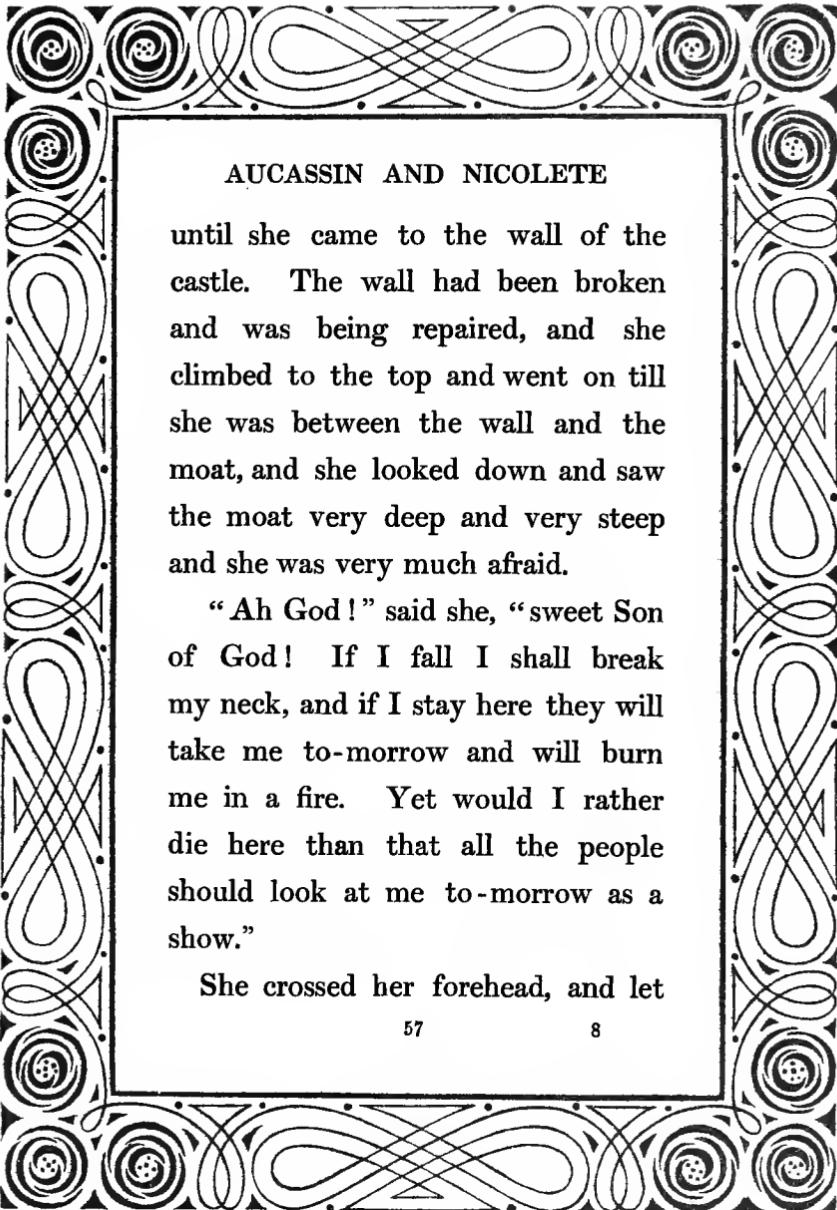 AUCASSIN AND NICOLETE
until she came to the wall of the
castle. The wall had been broken
and was being repaired, and she
climbed to the top and went on till
she was between the wall and the
moat, and she looked down and saw
the moat very deep and very steep
and she was very much afraid.
“Ah God!” said she, “sweet Son
of God! If I fall I shall break
my neck, and if I stay here they will
take me to-morrow and will burn
me in a fire. Yet would I rather
die here than that all the people
should look at me to-morrow as a
show.”
She crossed her forehead, and let
57 8